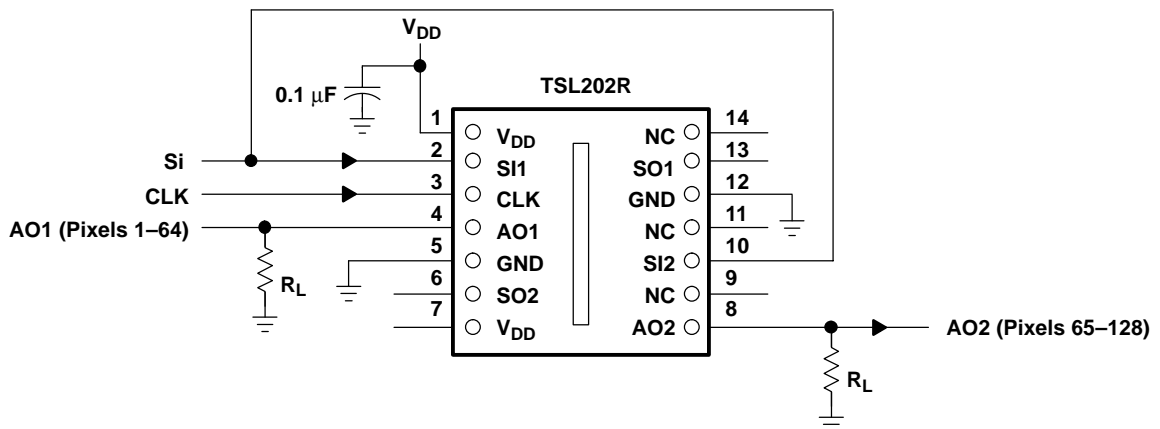 VDD
0.1 μF
TSL202R
1 VDD NC 14
Si 2 SI1 SO1 13
CLK 3 CLK GND 12
AO1 (Pixels 1–64) 4 AO1 NC 11
5 GND SI2 10
RL 6 SO2 NC 9
7 VDD AO2 8 AO2 (Pixels 65–128)
RL